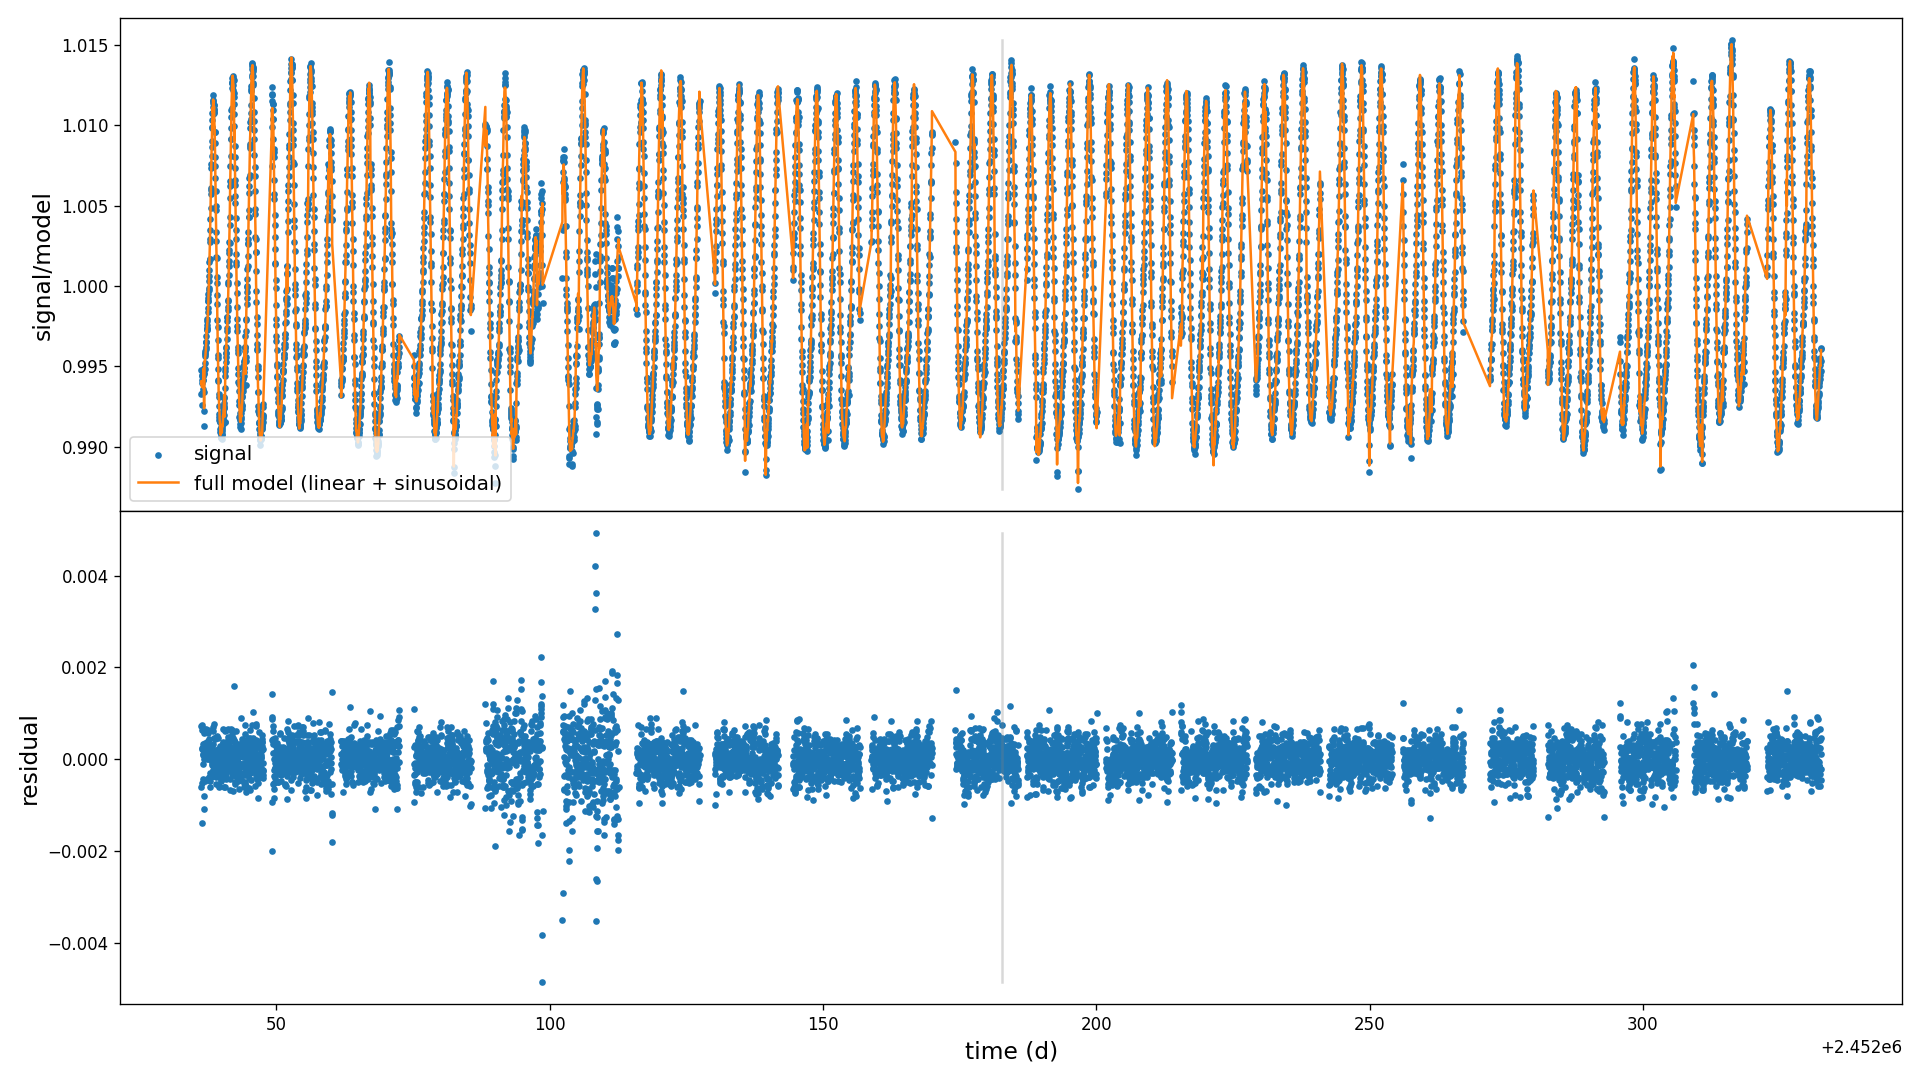 1.015
1.010
1.005
1.000
0.995
0.990
signal/model
signal
full model (linear + sinusoidal)
0.004
0.002
0.000
−0.002
−0.004
residual
50
100
150
200
250
300
time (d)
+2.452e6